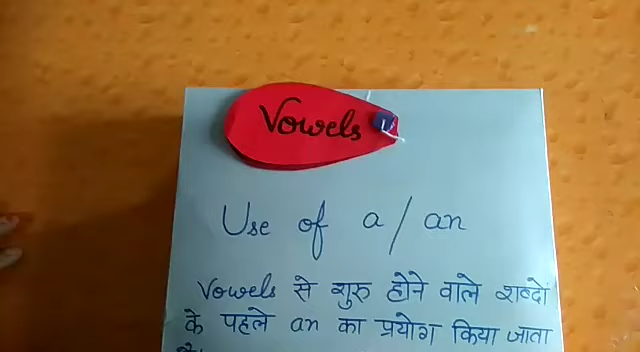 Vowels
Use of a / an
Vowels से शुरु होने वाले शब्दो
के पहले an का प्रयोग किया जाता